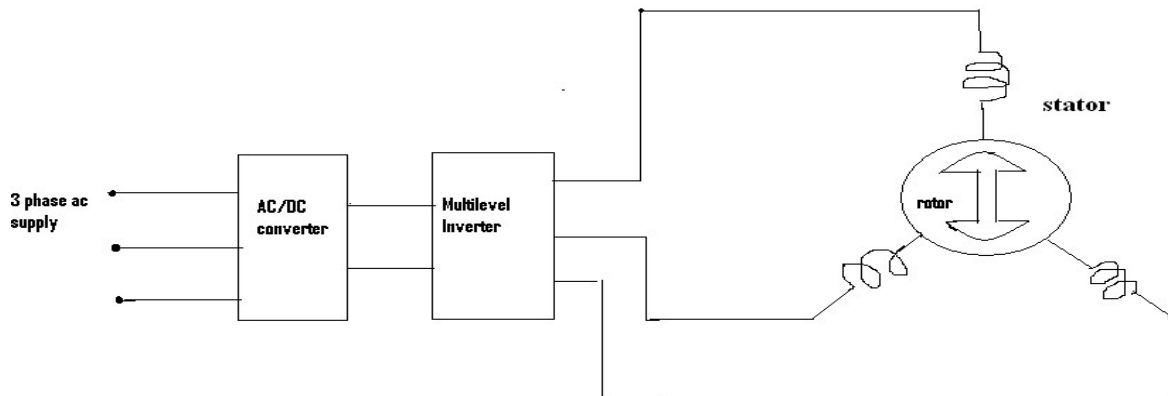 3 phase ac
supply
AC/DC
converter
Multilevel
Inverter
stator
rotor